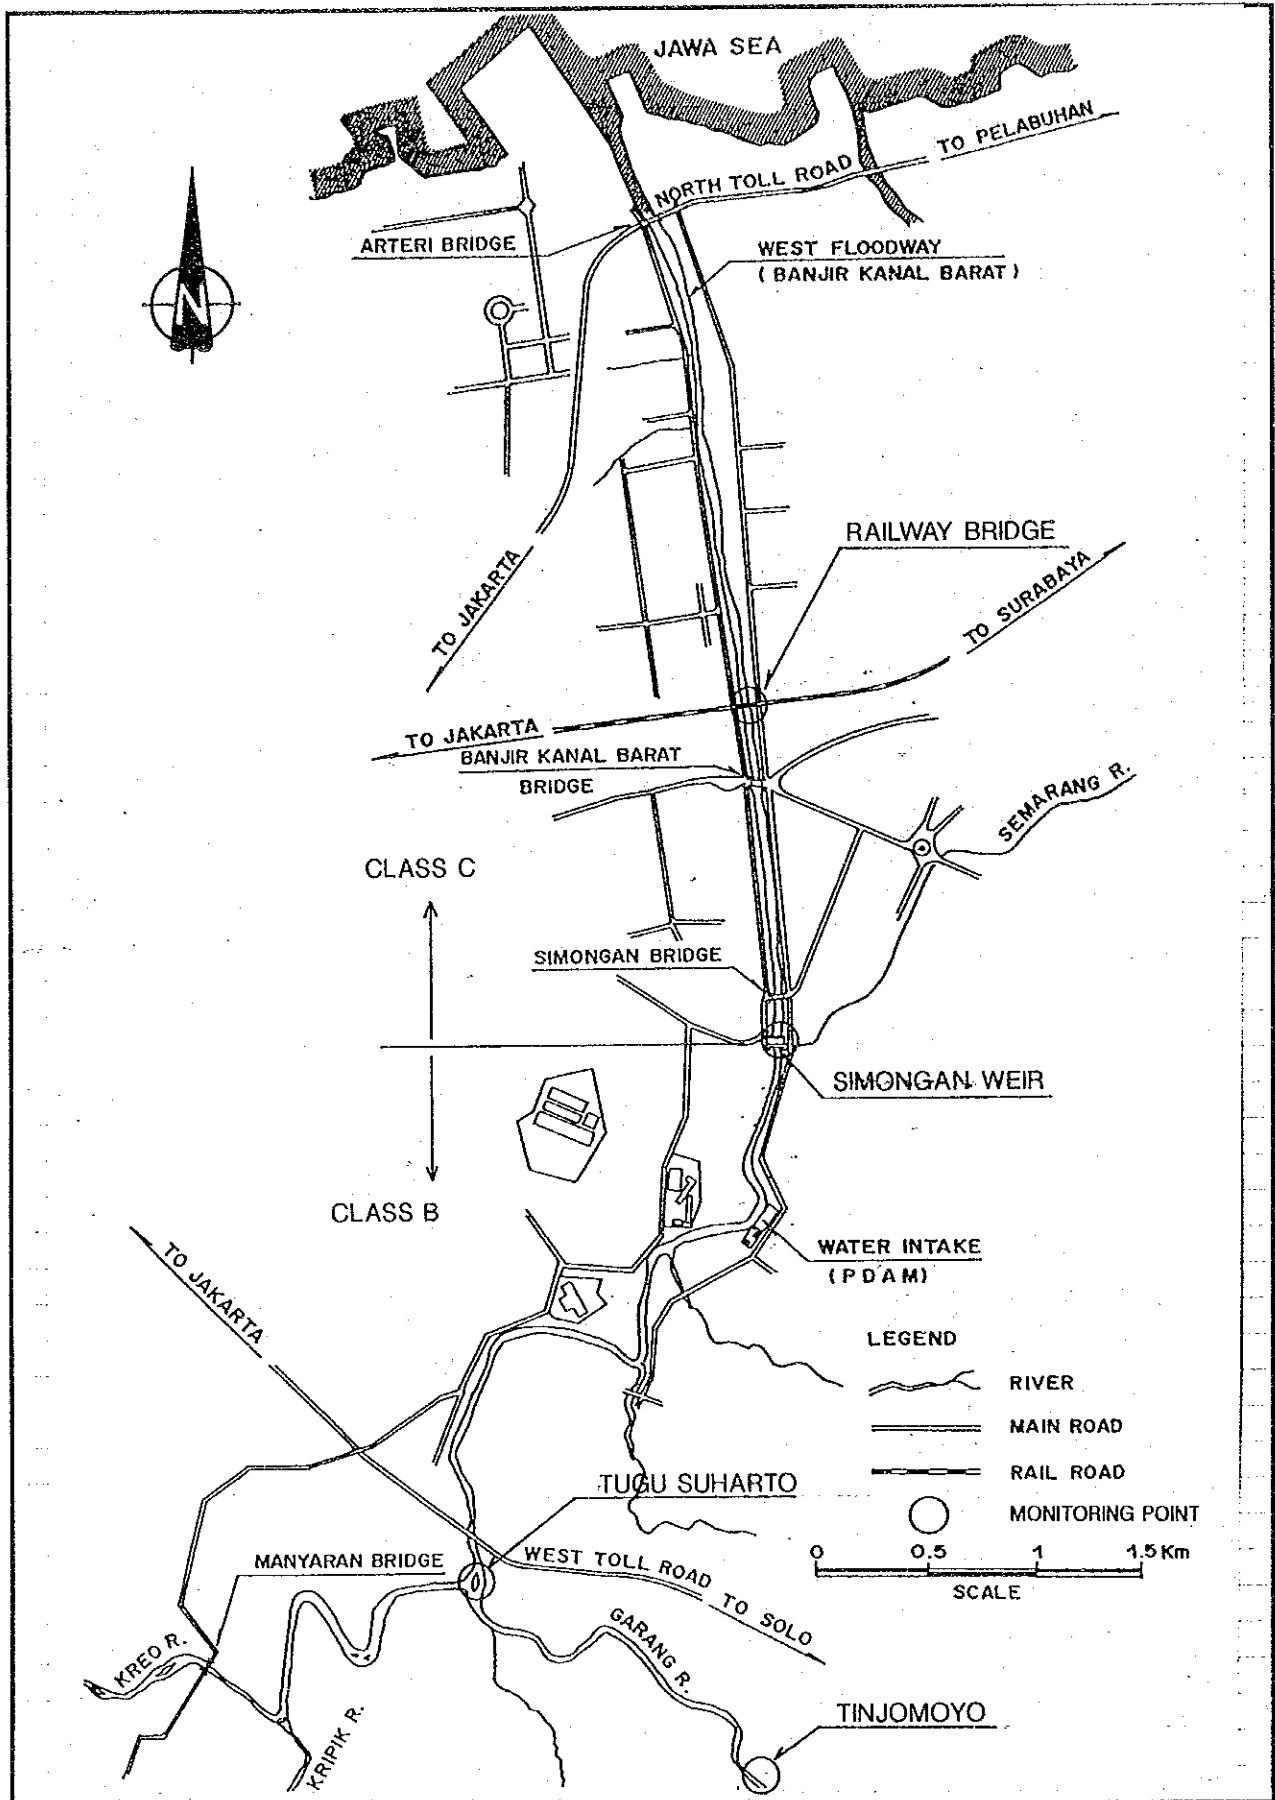 JAWA SEA
TO PELABUHAN
NORTH TOLL ROAD
ARTERI BRIDGE
WEST FLOODWAY
( BANJIR KANAL BARAT )
N
RAILWAY BRIDGE
TO JAKARTA
TO SURABAYA
TO JAKARTA
BANJIR KANAL BARAT
BRIDGE
SEMARANG R.
CLASS C
SIMONGAN BRIDGE
SIMONGAN WEIR
CLASS B
WATER INTAKE
( P D A M )
TO JAKARTA
LEGEND
RIVER
MAIN ROAD
RAIL ROAD
MONITORING POINT
TUGU SUHARTO
0 0.5 1 1.5 Km
SCALE
MANYARAN BRIDGE
WEST TOLL ROAD
TO SOLO
GARANG R.
KREO R.
KRIPIK R.
TINJOMOYO